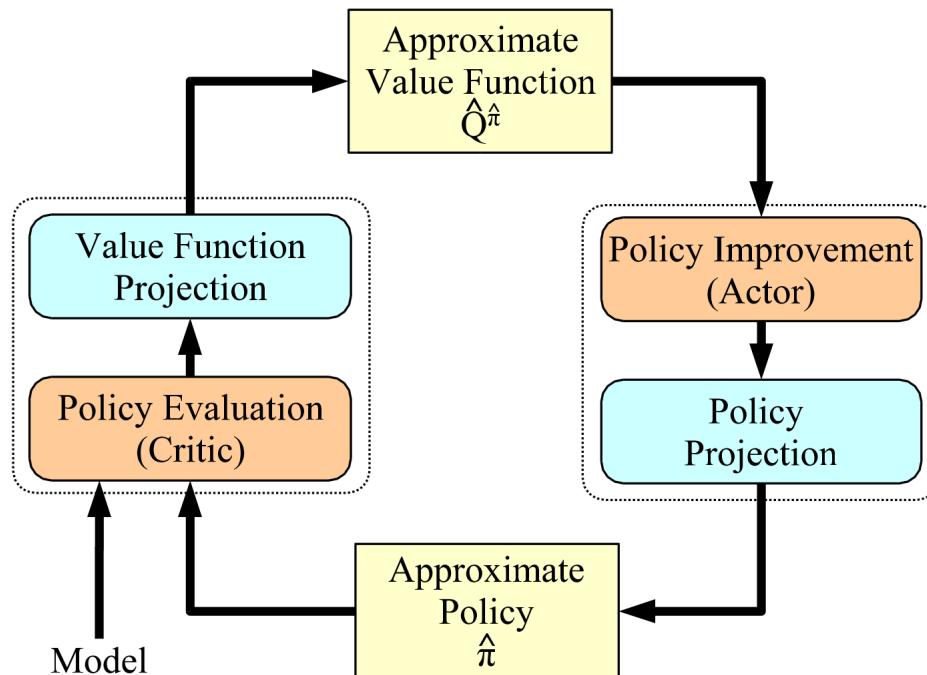 Approximate
Value Function
Q̂^π̂
Value Function
Projection
Policy Improvement
(Actor)
Policy Evaluation
(Critic)
Policy
Projection
Approximate
Policy
π̂
Model